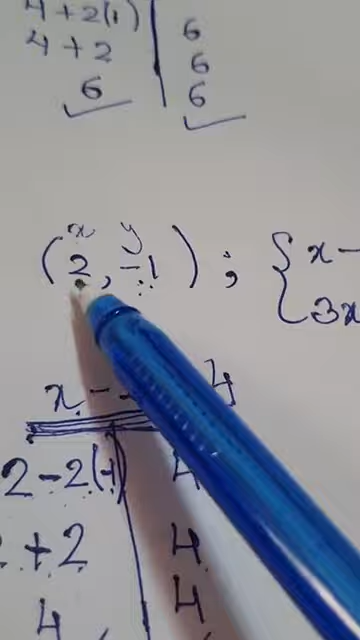 4 + 2(1) | 6
4 + 2 | 6
6 | 6
x y
(2, -1) ; { x -
3x
x - 4
2 - 2(-1) | 4
+ 2 | 4
4 | 4